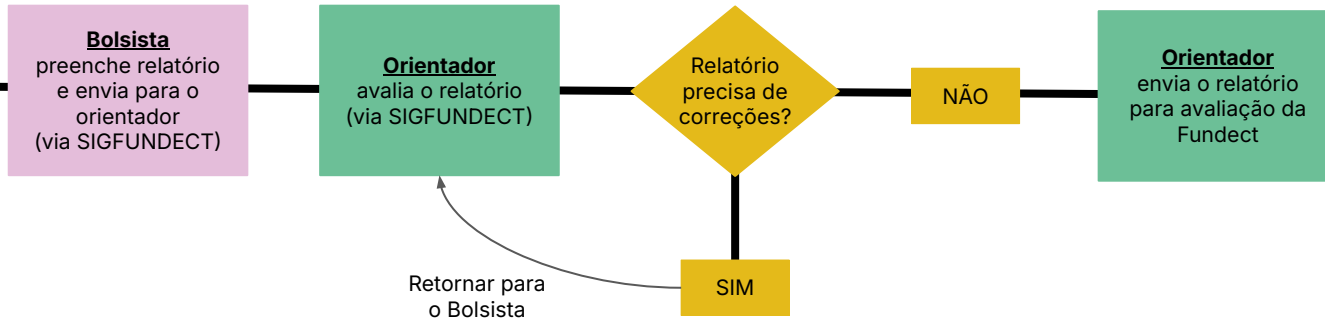 Bolsista
preenche relatório
e envia para o
orientador
(via SIGFUNDECT)
Orientador
avalia o relatório
(via SIGFUNDECT)
Relatório
precisa de
correções?
NÃO
Orientador
envia o relatório
para avaliação da
Fundect
SIM
Retornar para
o Bolsista